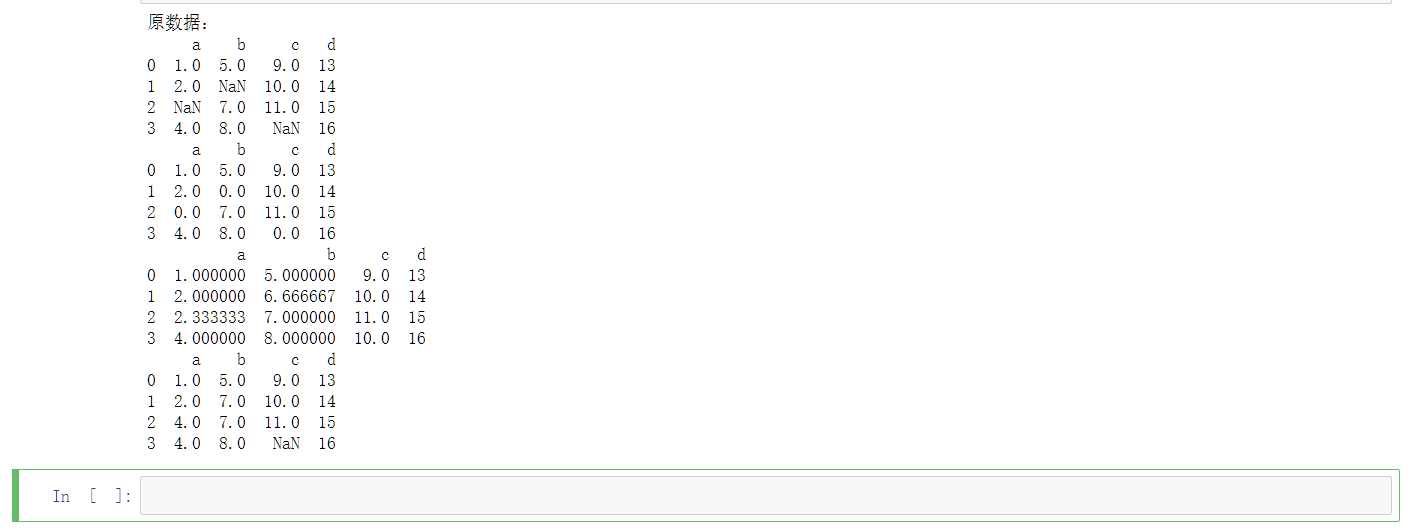 原数据：
     a    b     c   d
0  1.0  5.0   9.0  13
1  2.0  NaN  10.0  14
2  NaN  7.0  11.0  15
3  4.0  8.0   NaN  16
     a    b     c   d
0  1.0  5.0   9.0  13
1  2.0  0.0  10.0  14
2  0.0  7.0  11.0  15
3  4.0  8.0   0.0  16
          a         b     c   d
0  1.000000  5.000000   9.0  13
1  2.000000  6.666667  10.0  14
2  2.333333  7.000000  11.0  15
3  4.000000  8.000000  10.0  16
     a    b     c   d
0  1.0  5.0   9.0  13
1  2.0  7.0  10.0  14
2  4.0  7.0  11.0  15
3  4.0  8.0   NaN  16
In [ ]: